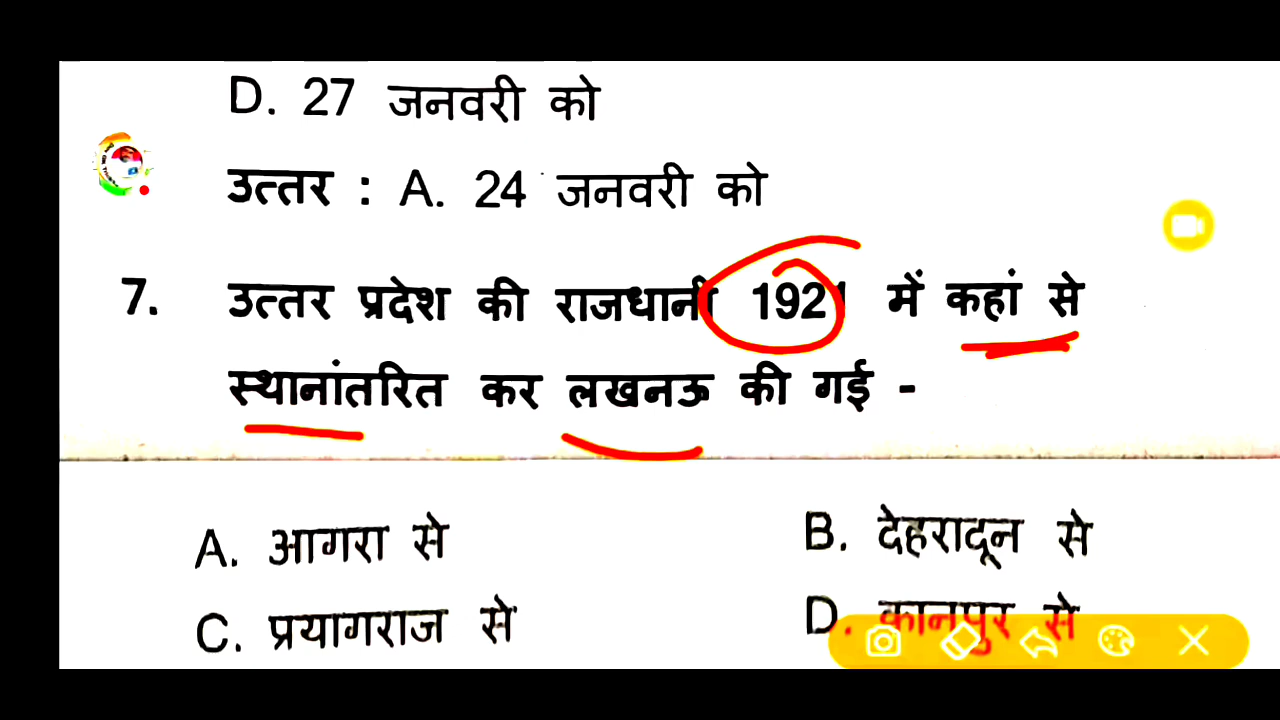 D. 27 जनवरी को
उत्तर : A. 24 जनवरी को
7. उत्तर प्रदेश की राजधानी 1921 में कहां से
स्थानांतरित कर लखनऊ की गई -
A. आगरा से
B. देहरादून से
C. प्रयागराज से
D. कानपुर से